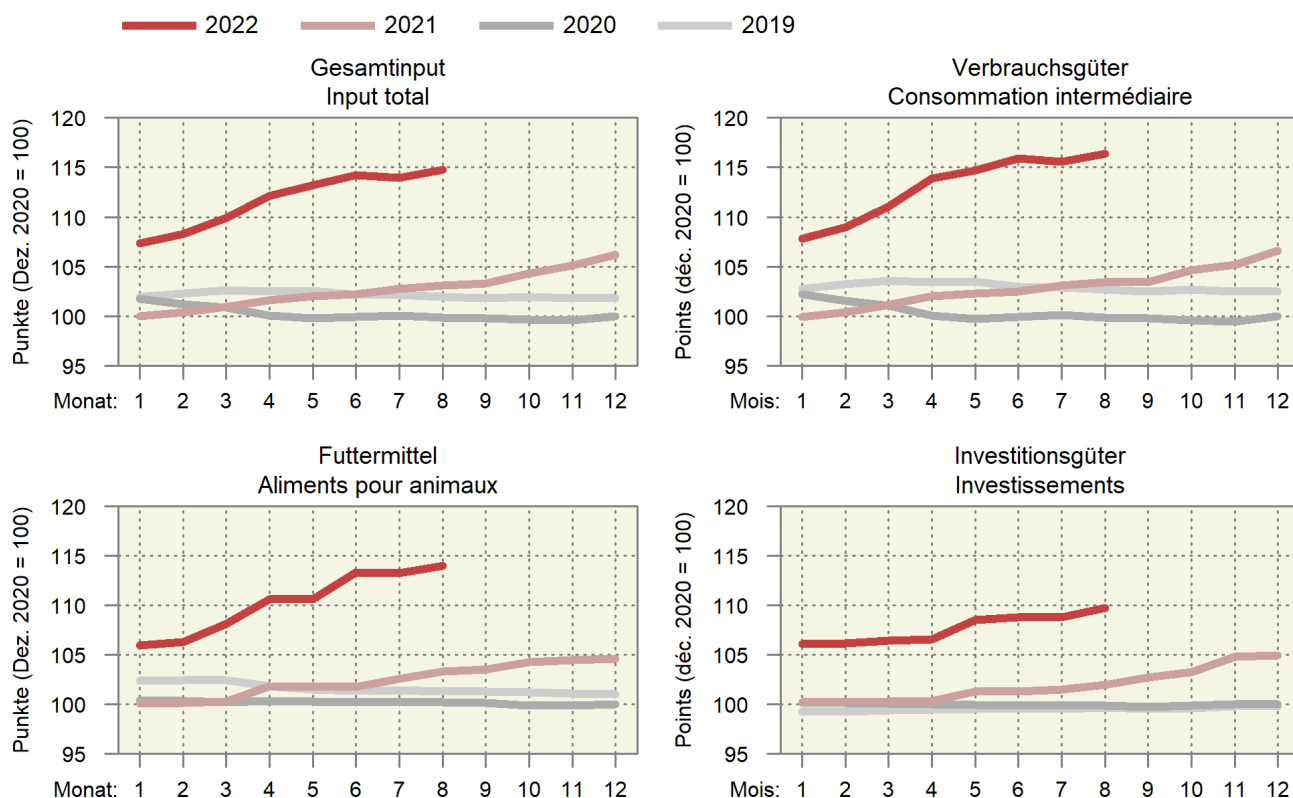 2022 2021 2020 2019
Gesamtinput
Input total
Punkte (Dez. 2020 = 100)
120
115
110
105
100
95
Monat: 1 2 3 4 5 6 7 8 9 10 11 12
Verbrauchsgüter
Consommation intermédiaire
Points (déc. 2020 = 100)
120
115
110
105
100
95
Mois: 1 2 3 4 5 6 7 8 9 10 11 12
Futtermittel
Aliments pour animaux
Punkte (Dez. 2020 = 100)
120
115
110
105
100
95
Monat: 1 2 3 4 5 6 7 8 9 10 11 12
Investitionsgüter
Investissements
Points (déc. 2020 = 100)
120
115
110
105
100
95
Mois: 1 2 3 4 5 6 7 8 9 10 11 12